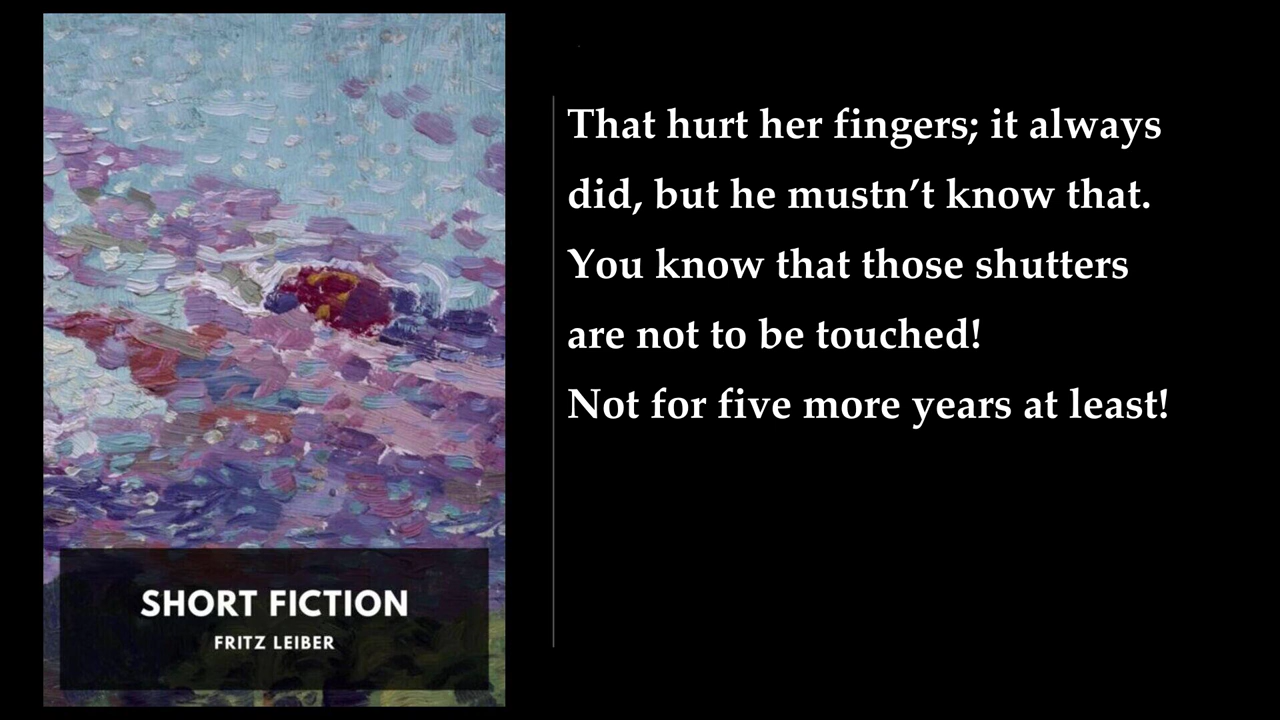 SHORT FICTION
FRITZ LEIBER
That hurt her fingers; it always
did, but he mustn’t know that.
You know that those shutters
are not to be touched!
Not for five more years at least!